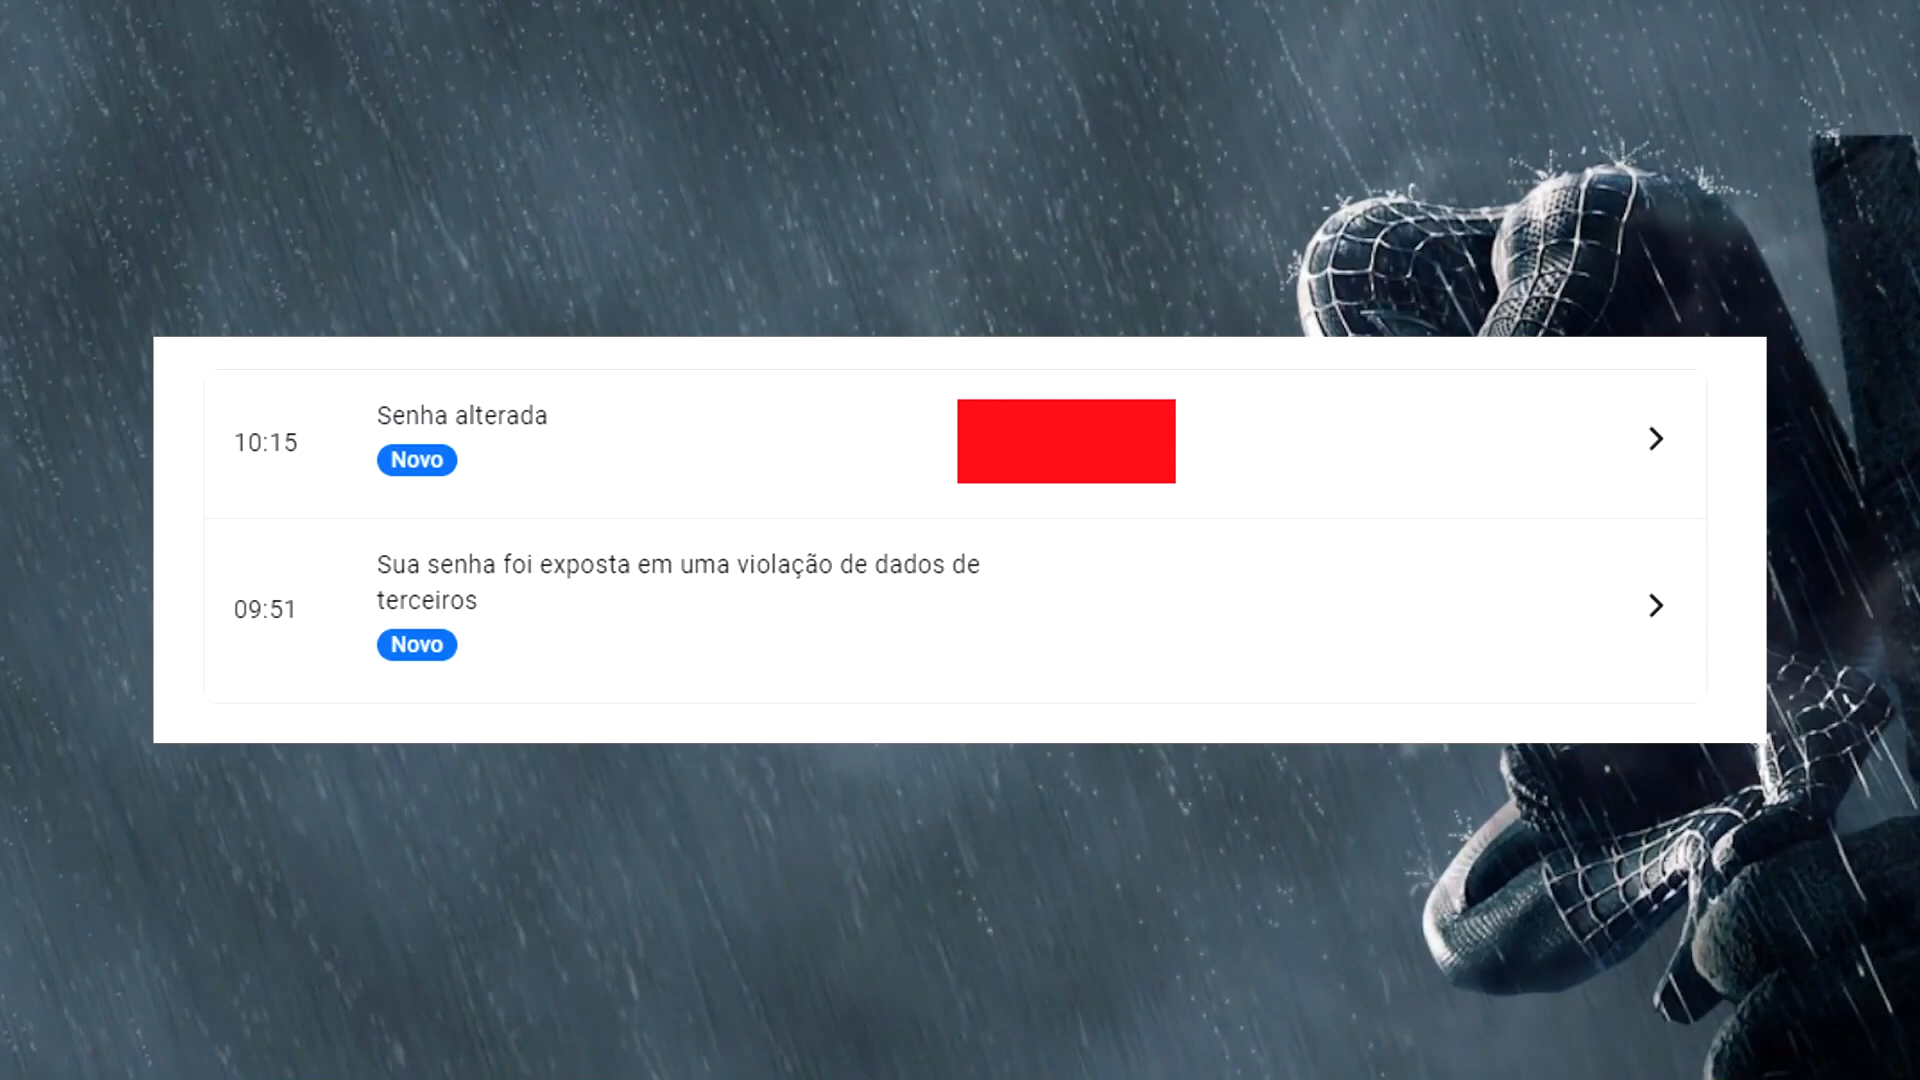 10:15
Senha alterada
Novo
09:51
Sua senha foi exposta em uma violação de dados de
terceiros
Novo